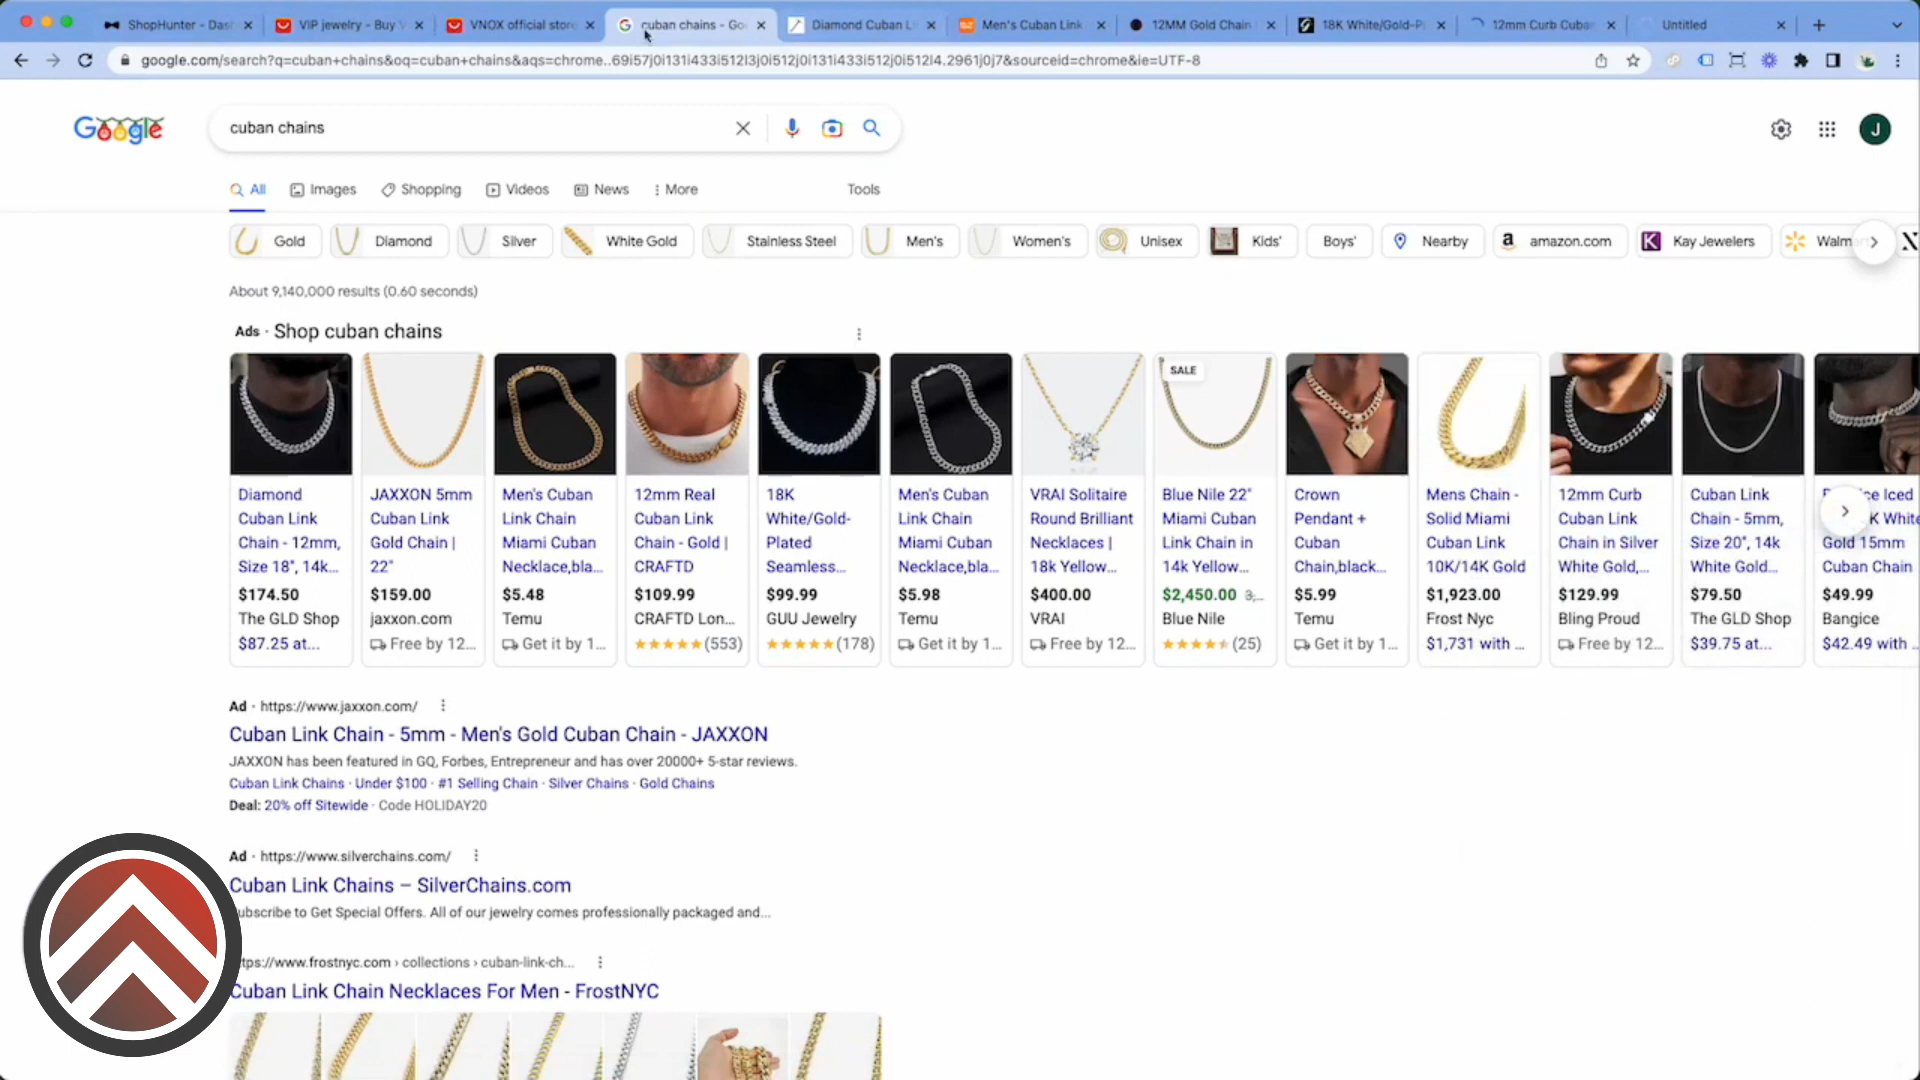 ShopHunter - Das
VIP jewelry - Buy V
VNOX official store
cuban chains - Go
Diamond Cuban L
Men's Cuban Link
12MM Gold Chain
18K White/Gold-P
12mm Curb Cuba
Untitled
google.com/search?q=cuban+chains&oq=cuban+chains&aqs=chrome..69i57j0i131i433i512l3j0i512j0i131i433i512j0i512l4.2961j0j7&sourceid=chrome&ie=UTF-8
Google
cuban chains
J
All
Images
Shopping
Videos
News
More
Tools
Gold
Diamond
Silver
White Gold
Stainless Steel
Men's
Women's
Unisex
Kids'
Boys'
Nearby
amazon.com
Kay Jewelers
Walm
About 9,140,000 results (0.60 seconds)
Ads · Shop cuban chains
SALE
Diamond
Cuban Link
Chain - 12mm,
Size 18", 14k...
$174.50
The GLD Shop
$87.25 at...
JAXXON 5mm
Cuban Link
Gold Chain |
22"
$159.00
jaxxon.com
Free by 12...
Men's Cuban
Link Chain
Miami Cuban
Necklace,bla...
$5.48
Temu
Get it by 1...
12mm Real
Cuban Link
Chain - Gold |
CRAFTD
$109.99
CRAFTD Lon...
(553)
18K
White/Gold-
Plated
Seamless...
$99.99
GUU Jewelry
(178)
Men's Cuban
Link Chain
Miami Cuban
Necklace,bla...
$5.98
Temu
Get it by 1...
VRAI Solitaire
Round Brilliant
Necklaces |
18k Yellow...
$400.00
VRAI
Free by 12...
Blue Nile 22"
Miami Cuban
Link Chain in
14k Yellow...
$2,450.00 3,...
Blue Nile
(25)
Crown
Pendant +
Cuban
Chain,black...
$5.99
Temu
Get it by 1...
Mens Chain -
Solid Miami
Cuban Link
10K/14K Gold
$1,923.00
Frost Nyc
$1,731 with ...
12mm Curb
Cuban Link
Chain in Silver
White Gold,...
$129.99
Bling Proud
Free by 12...
Cuban Link
Chain - 5mm,
Size 20", 14k
White Gold...
$79.50
The GLD Shop
$39.75 at...
ce Iced
K White
Gold 15mm
Cuban Chain
$49.99
Bangice
$42.49 with ...
Ad · https://www.jaxxon.com/
Cuban Link Chain - 5mm - Men's Gold Cuban Chain - JAXXON
JAXXON has been featured in GQ, Forbes, Entrepreneur and has over 20000+ 5-star reviews.
Cuban Link Chains · Under $100 · #1 Selling Chain · Silver Chains · Gold Chains
Deal: 20% off Sitewide · Code HOLIDAY20
Ad · https://www.silverchains.com/
Cuban Link Chains – SilverChains.com
ubscribe to Get Special Offers. All of our jewelry comes professionally packaged and...
tps://www.frostnyc.com › collections › cuban-link-ch...
Cuban Link Chain Necklaces For Men - FrostNYC